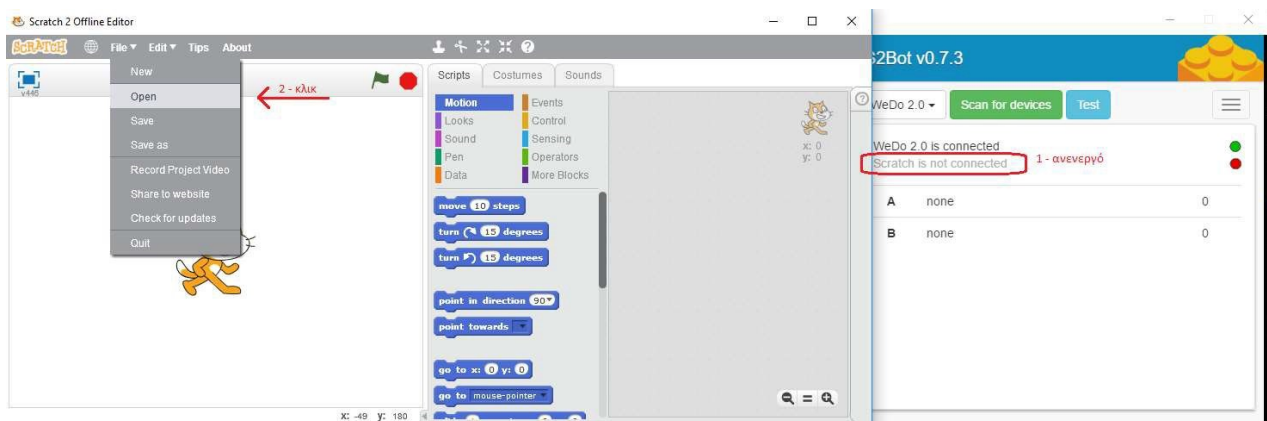 Scratch 2 Offline Editor
SCRATCH File Edit Tips About
New
Open
Save
Save as
Record Project Video
Share to website
Check for updates
Quit
2 - κλικ
v446
X: -49 Y: 180
Scripts Costumes Sounds
Motion Events
Looks Control
Sound Sensing
Pen Operators
Data More Blocks
move 10 steps
turn 15 degrees
turn 15 degrees
point in direction 90
point towards
go to x: 0 y: 0
go to mouse-pointer
x: 0
y: 0
S2Bot v0.7.3
WeDo 2.0 Scan for devices Test
WeDo 2.0 is connected
Scratch is not connected
1 - ανενεργό
A none 0
B none 0